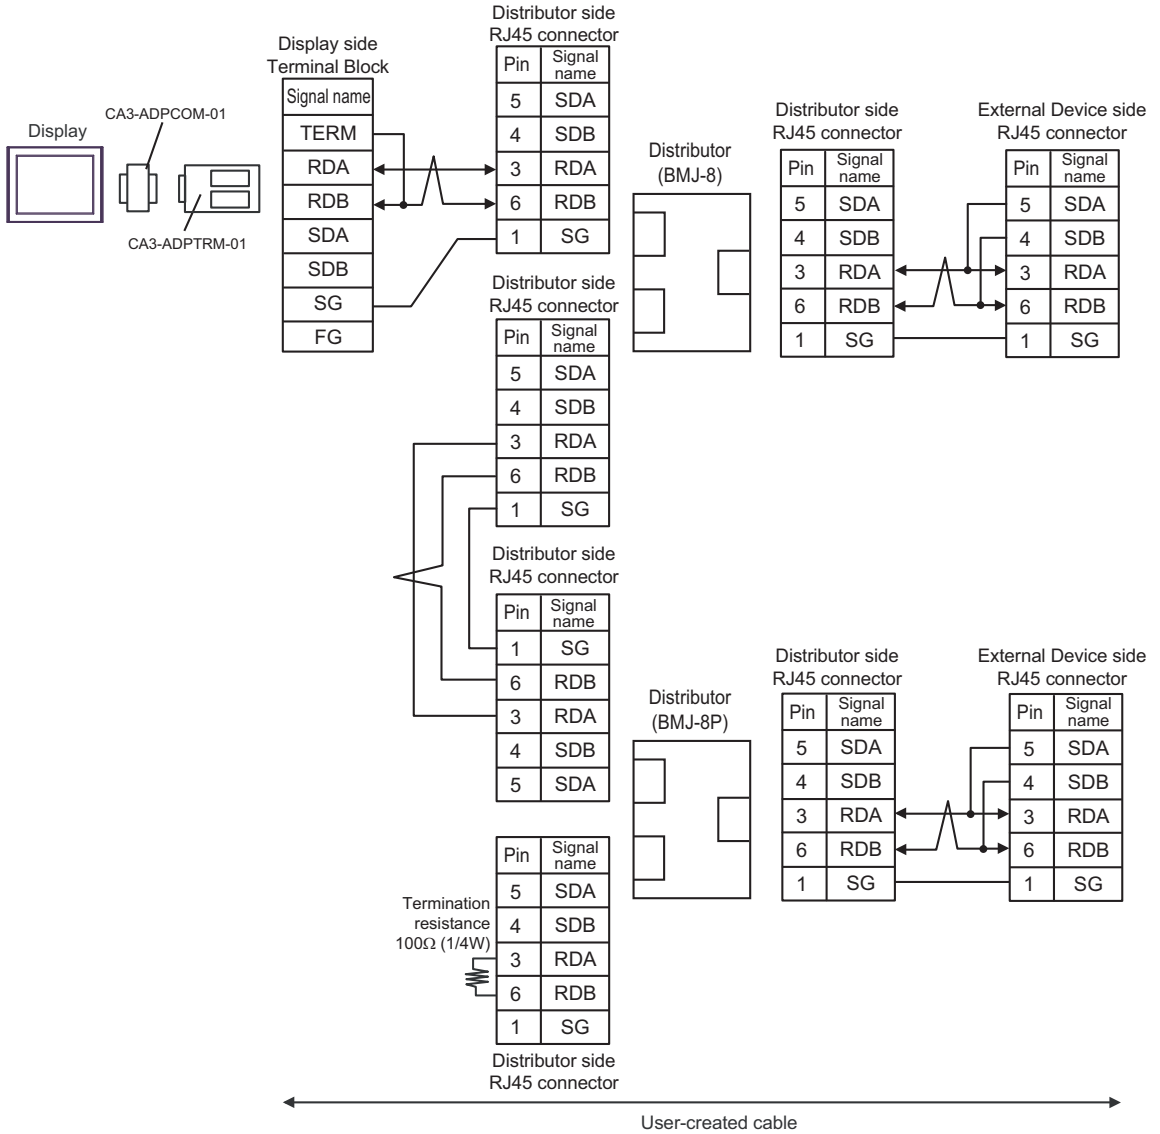 Display
CA3-ADPCOM-01
CA3-ADPTRM-01
Display side
Terminal Block
Signal name
TERM
RDA
RDB
SDA
SDB
SG
FG
Distributor side
RJ45 connector
Pin Signal name
5 SDA
4 SDB
3 RDA
6 RDB
1 SG
Distributor
(BMJ-8)
Distributor side
RJ45 connector
Pin Signal name
5 SDA
4 SDB
3 RDA
6 RDB
1 SG
External Device side
RJ45 connector
Pin Signal name
5 SDA
4 SDB
3 RDA
6 RDB
1 SG
Distributor side
RJ45 connector
Pin Signal name
5 SDA
4 SDB
3 RDA
6 RDB
1 SG
Distributor side
RJ45 connector
Pin Signal name
1 SG
6 RDB
3 RDA
4 SDB
5 SDA
Distributor
(BMJ-8P)
Distributor side
RJ45 connector
Pin Signal name
5 SDA
4 SDB
3 RDA
6 RDB
1 SG
External Device side
RJ45 connector
Pin Signal name
5 SDA
4 SDB
3 RDA
6 RDB
1 SG
Termination
resistance
100Ω (1/4W)
Pin Signal name
5 SDA
4 SDB
3 RDA
6 RDB
1 SG
Distributor side
RJ45 connector
User-created cable